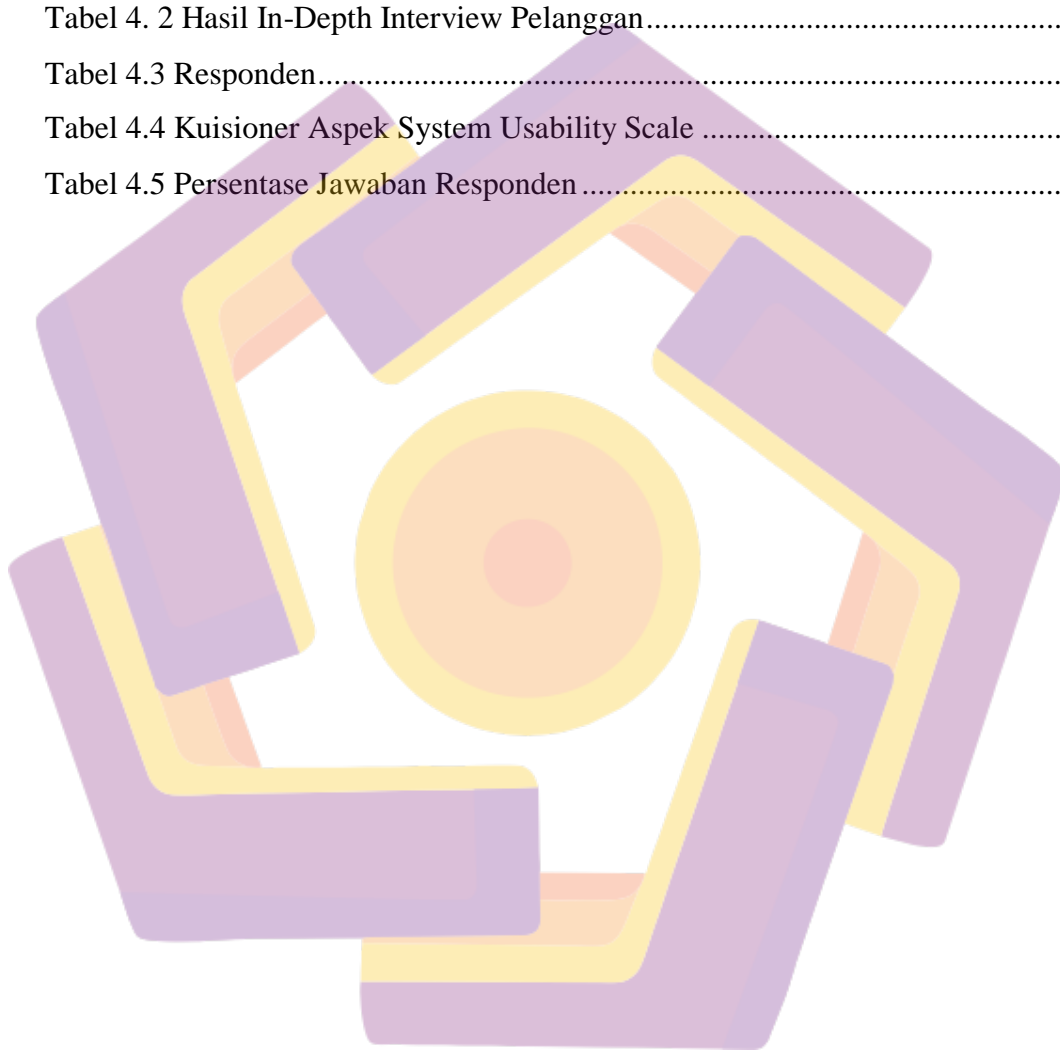 Tabel 4. 2 Hasil In-Depth Interview Pelanggan................................................
Tabel 4.3 Responden................................................................................................
Tabel 4.4 Kuisioner Aspek System Usability Scale ..........................................
Tabel 4.5 Persentase Jawaban Responden ........................................................